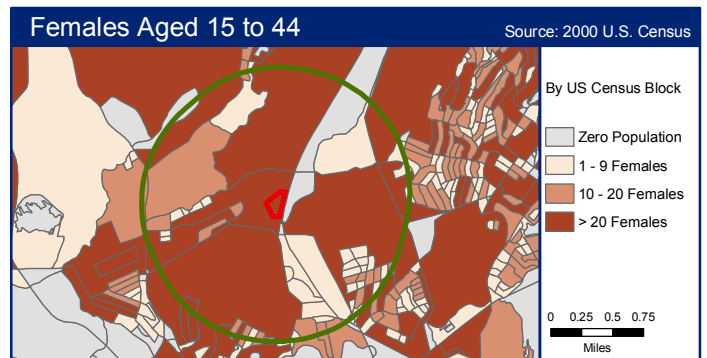 Females Aged 15 to 44
Source: 2000 U.S. Census
By US Census Block
Zero Population
1 - 9 Females
10 - 20 Females
> 20 Females
0 0.25 0.5 0.75
Miles